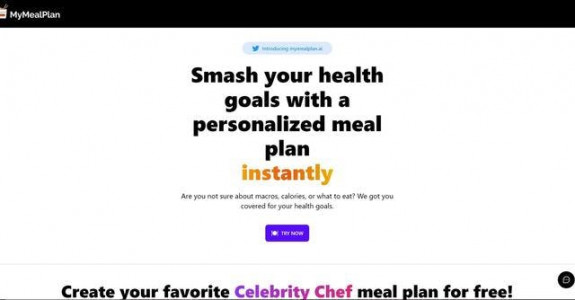 MyMealPlan
Introducing mymealplan.ai
Smash your health
goals with a
personalized meal
plan
instantly
Are you not sure about macros, calories, or what to eat? We got you
covered for your health goals.
TRY NOW
Create your favorite Celebrity Chef meal plan for free!